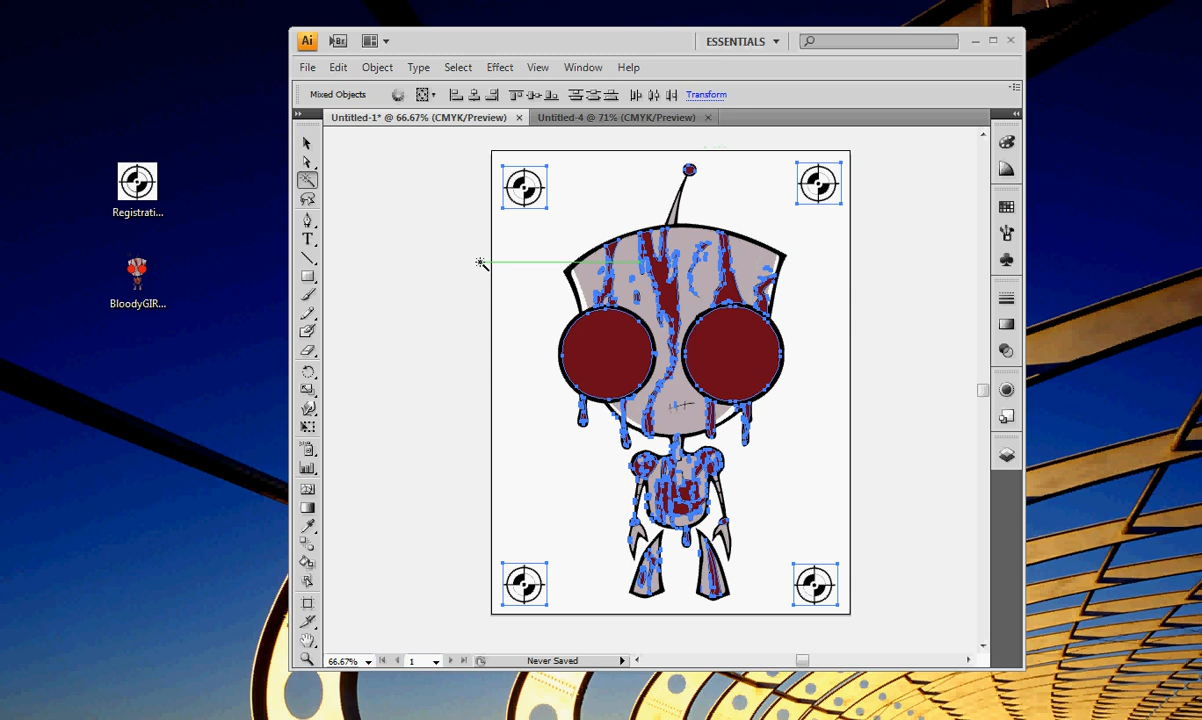 Ai Br ESSENTIALS
File Edit Object Type Select Effect View Window Help
Mixed Objects Transform
Untitled-1* @ 66.67% (CMYK/Preview) × Untitled-4 @ 71% (CMYK/Preview) ×
Registrati...
T
BloodyGIR...
66.67% 1 Never Saved